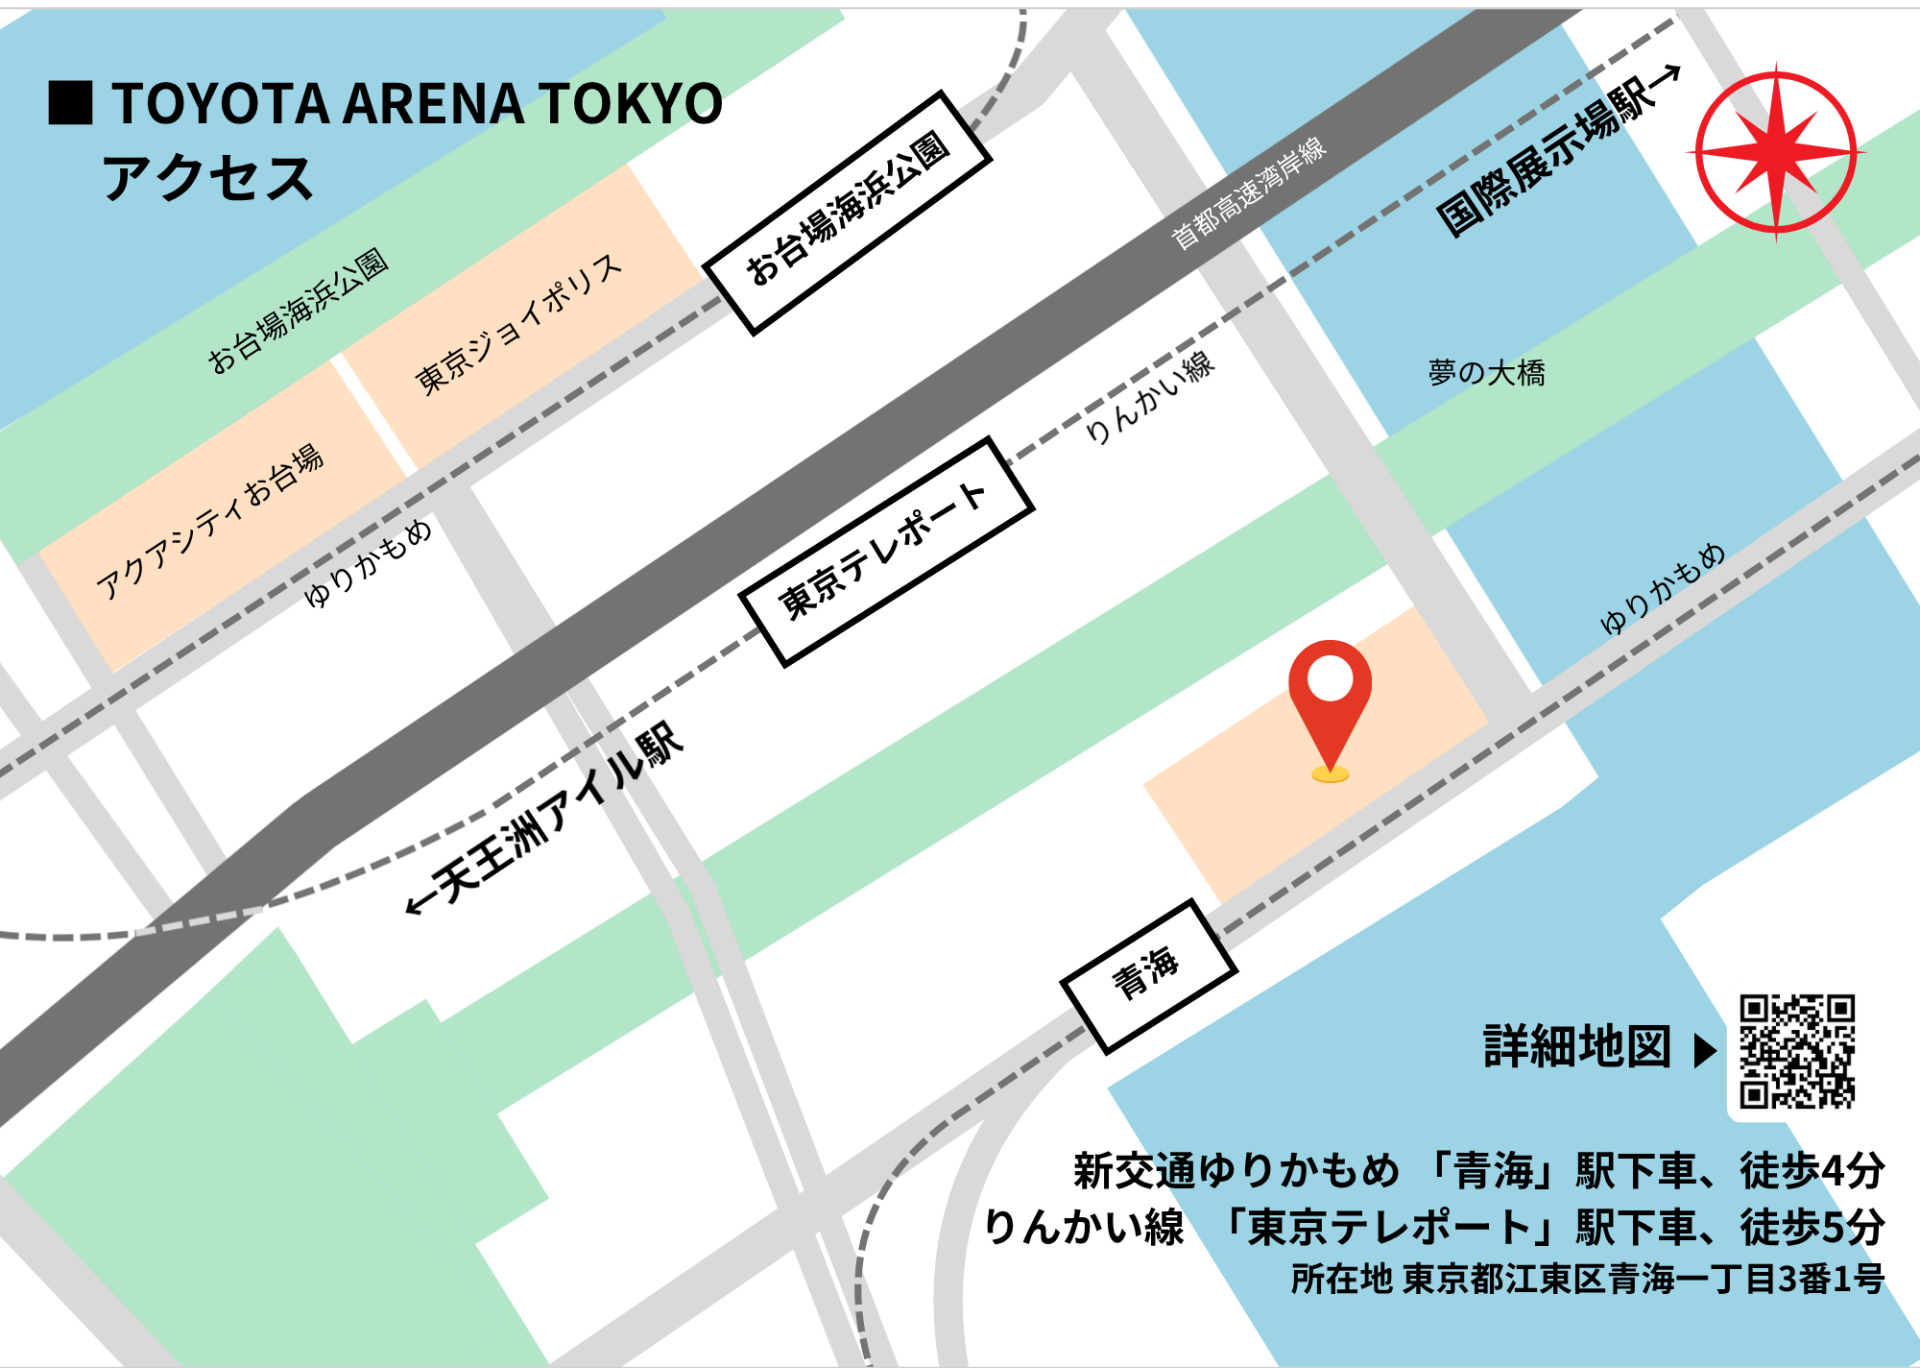 ■ TOYOTA ARENA TOKYO
アクセス
お台場海浜公園
首都高速湾岸線
国際展示場駅→
お台場海浜公園
東京ジョイポリス
りんかい線
夢の大橋
アクアシティお台場
ゆりかもめ
東京テレポート
ゆりかもめ
←天王洲アイル駅
青海
詳細地図 ▶
新交通ゆりかもめ 「青海」駅下車、徒歩4分
りんかい線 「東京テレポート」駅下車、徒歩5分
所在地 東京都江東区青海一丁目3番1号